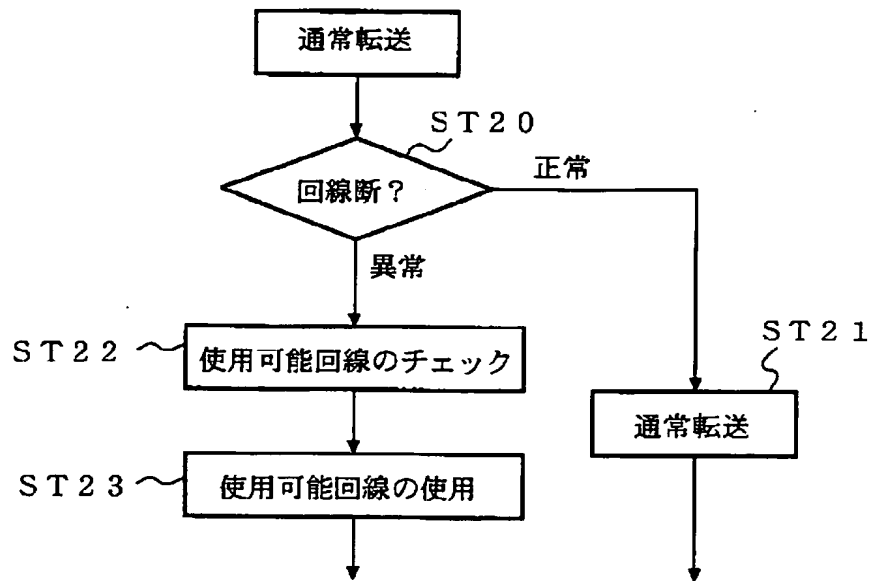 通常転送
ST20
回線断?
正常
異常
ST22
使用可能回線のチェック
ST21
通常転送
ST23
使用可能回線の使用